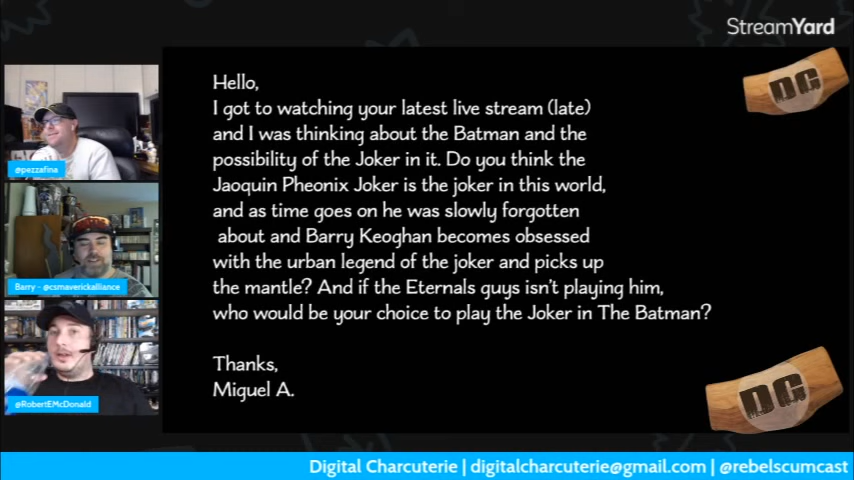 StreamYard
DG
Hello,
I got to watching your latest live stream (late)
and I was thinking about the Batman and the
possibility of the Joker in it. Do you think the
Jaoquin Pheonix Joker is the joker in this world,
and as time goes on he was slowly forgotten
about and Barry Keoghan becomes obsessed
with the urban legend of the joker and picks up
the mantle? And if the Eternals guys isn't playing him,
who would be your choice to play the Joker in The Batman?
Thanks,
Miguel A.
@pezzafina
Barry - @csmaverickalliance
@RobertEMcDonald
DG
Digital Charcuterie | digitalcharcuterie@gmail.com | @rebelscumcast